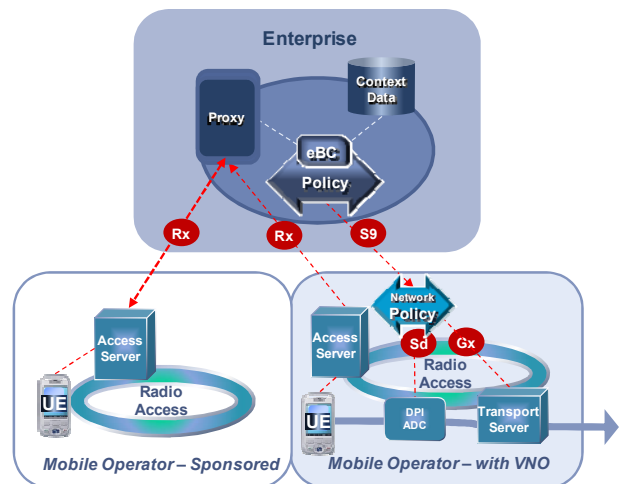 Enterprise
Context
Data
Proxy
eBC
Policy
Rx
Rx
S9
Network
Policy
Access
Server
Access
Server
Sd
Gx
Radio
Access
Radio
Access
UE
UE
DPI
ADC
Transport
Server
Mobile Operator – Sponsored
Mobile Operator – with VNO